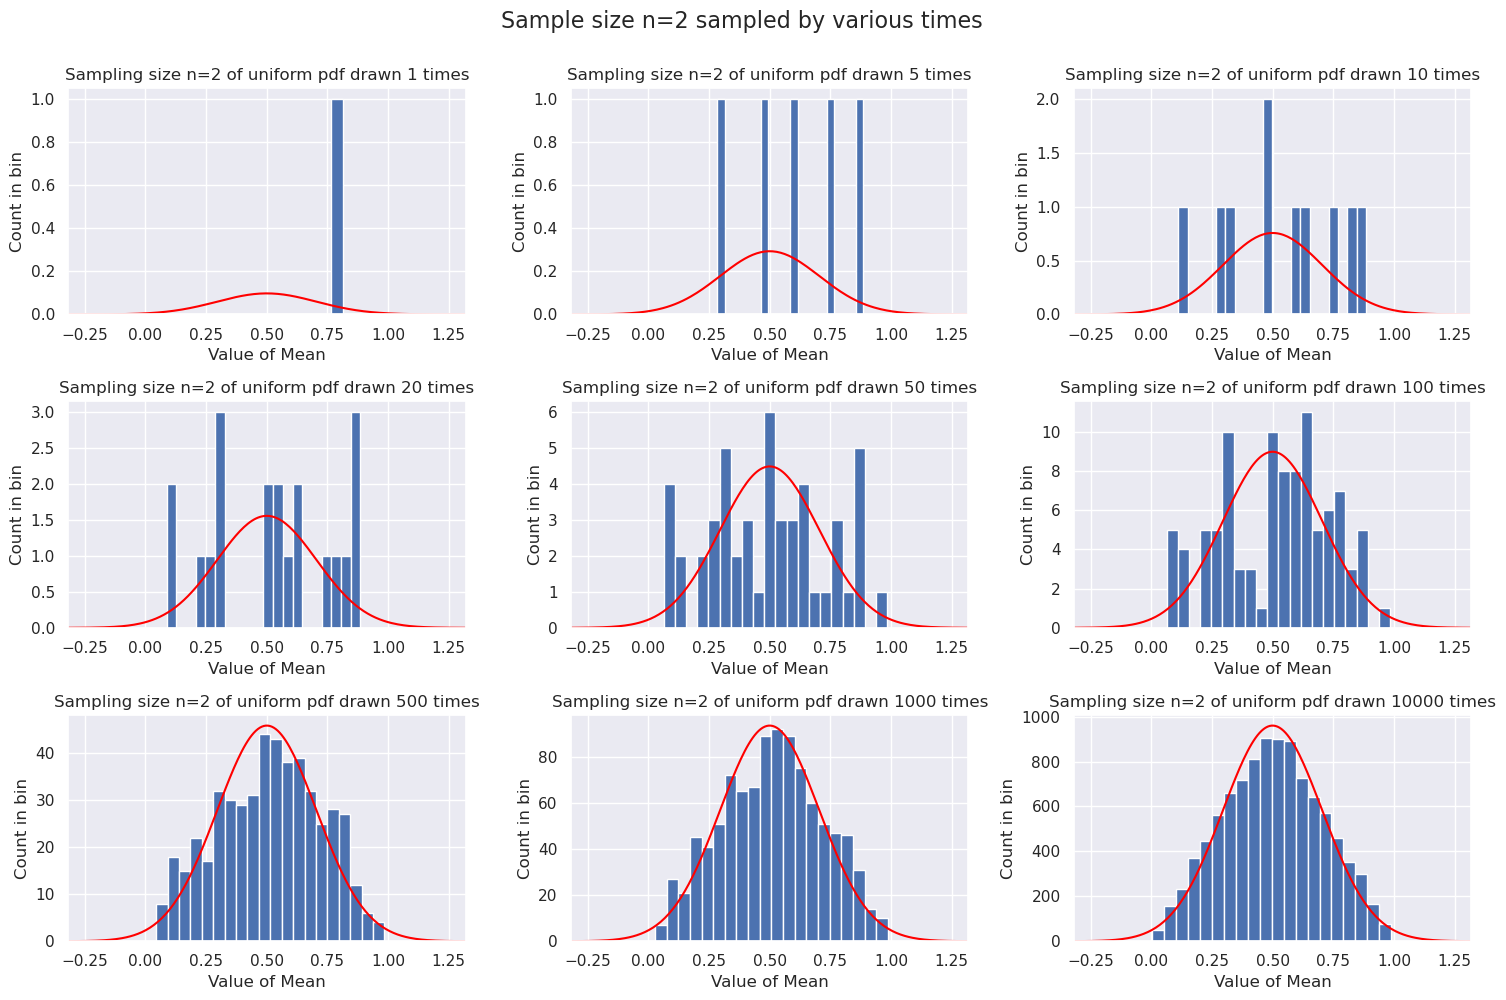 Sample size n=2 sampled by various times
Sampling size n=2 of uniform pdf drawn 1 times
1.0
0.8
0.6
0.4
0.2
0.0
Count in bin
−0.25 0.00 0.25 0.50 0.75 1.00 1.25
Value of Mean
Sampling size n=2 of uniform pdf drawn 5 times
1.0
0.8
0.6
0.4
0.2
0.0
Count in bin
−0.25 0.00 0.25 0.50 0.75 1.00 1.25
Value of Mean
Sampling size n=2 of uniform pdf drawn 10 times
2.0
1.5
1.0
0.5
0.0
Count in bin
−0.25 0.00 0.25 0.50 0.75 1.00 1.25
Value of Mean
Sampling size n=2 of uniform pdf drawn 20 times
3.0
2.5
2.0
1.5
1.0
0.5
0.0
Count in bin
−0.25 0.00 0.25 0.50 0.75 1.00 1.25
Value of Mean
Sampling size n=2 of uniform pdf drawn 50 times
6
5
4
3
2
1
0
Count in bin
−0.25 0.00 0.25 0.50 0.75 1.00 1.25
Value of Mean
Sampling size n=2 of uniform pdf drawn 100 times
10
8
6
4
2
0
Count in bin
−0.25 0.00 0.25 0.50 0.75 1.00 1.25
Value of Mean
Sampling size n=2 of uniform pdf drawn 500 times
40
30
20
10
0
Count in bin
−0.25 0.00 0.25 0.50 0.75 1.00 1.25
Value of Mean
Sampling size n=2 of uniform pdf drawn 1000 times
80
60
40
20
0
Count in bin
−0.25 0.00 0.25 0.50 0.75 1.00 1.25
Value of Mean
Sampling size n=2 of uniform pdf drawn 10000 times
1000
800
600
400
200
0
Count in bin
−0.25 0.00 0.25 0.50 0.75 1.00 1.25
Value of Mean